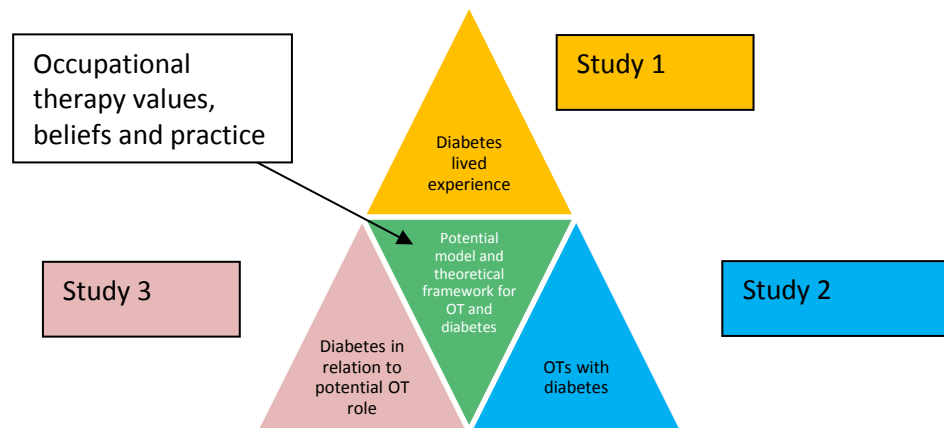 Occupational
therapy values,
beliefs and practice
Study 1
Diabetes
lived
experience
Potential
model and
theoretical
framework for
OT and
diabetes
Study 3
Study 2
Diabetes in
relation to
potential OT
role
OTs with
diabetes